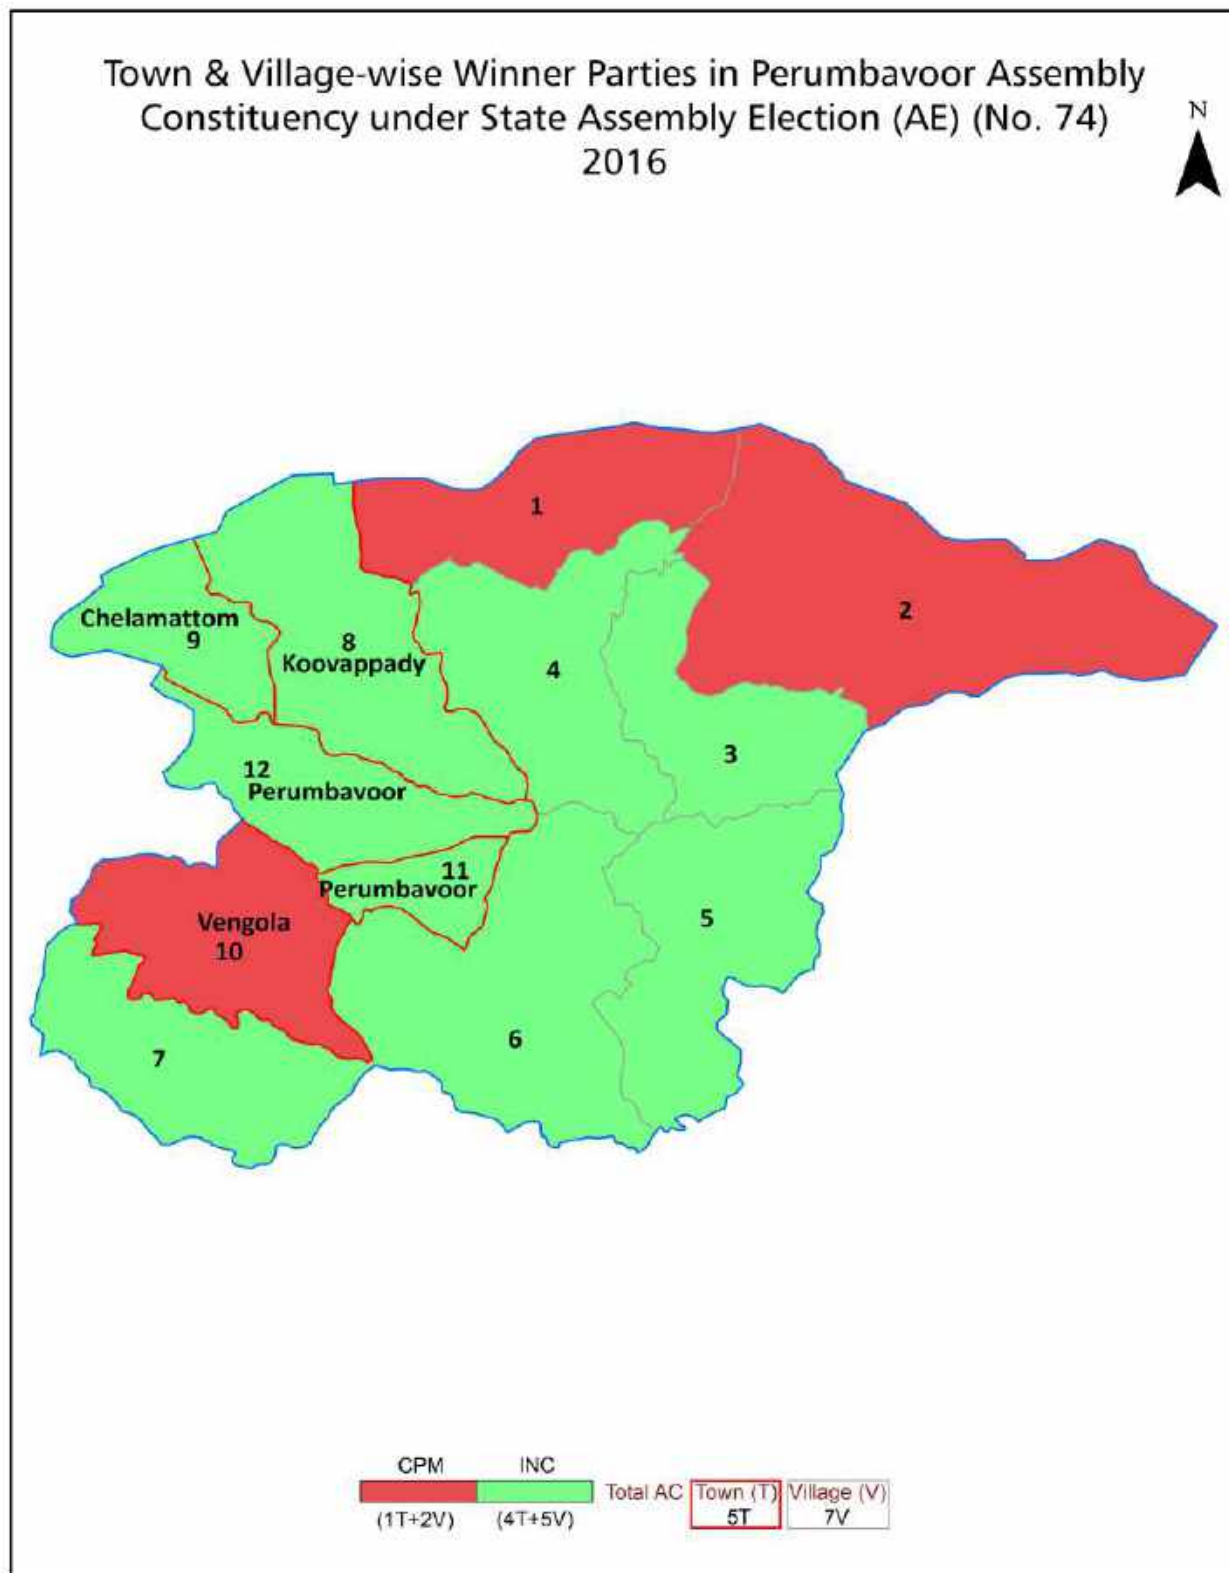 Town & Village-wise Winner Parties in Perumbavoor Assembly
Constituency under State Assembly Election (AE) (No. 74)
2016
N
1
2
Chelamattom
9
8
Koovappady
4
3
12
Perumbavoor
11
Perumbavoor
Vengola
10
5
6
7
CPM INC
Total AC Town (T) Village (V)
(1T+2V) (4T+5V) 5T 7V